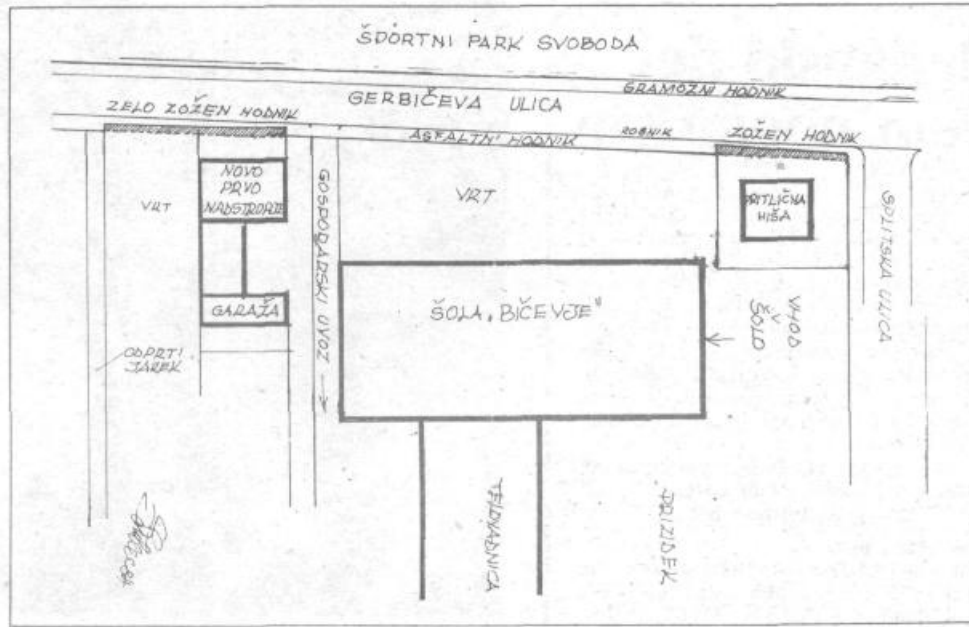 ŠPORTNI PARK SVOBODA
GRAMOZNI HODNIK
ZELO ZOŽEN HODNIK
GERBIČEVA ULICA
ASFALTNI HODNIK
ROBNIK
ZOŽEN HODNIK
NOVO
PRVO
NADSTROPJE
VRT
VRT
PRITLIČNA
HIŠA
GOSPODARSKI UVOZ
SPLITSKA ULICA
GARAŽA
ŠOLA „BIČEVJE"
VHOD
V
ŠOLO
ODPRTI
JAREK
TELOVADNICA
PRIZIDEK